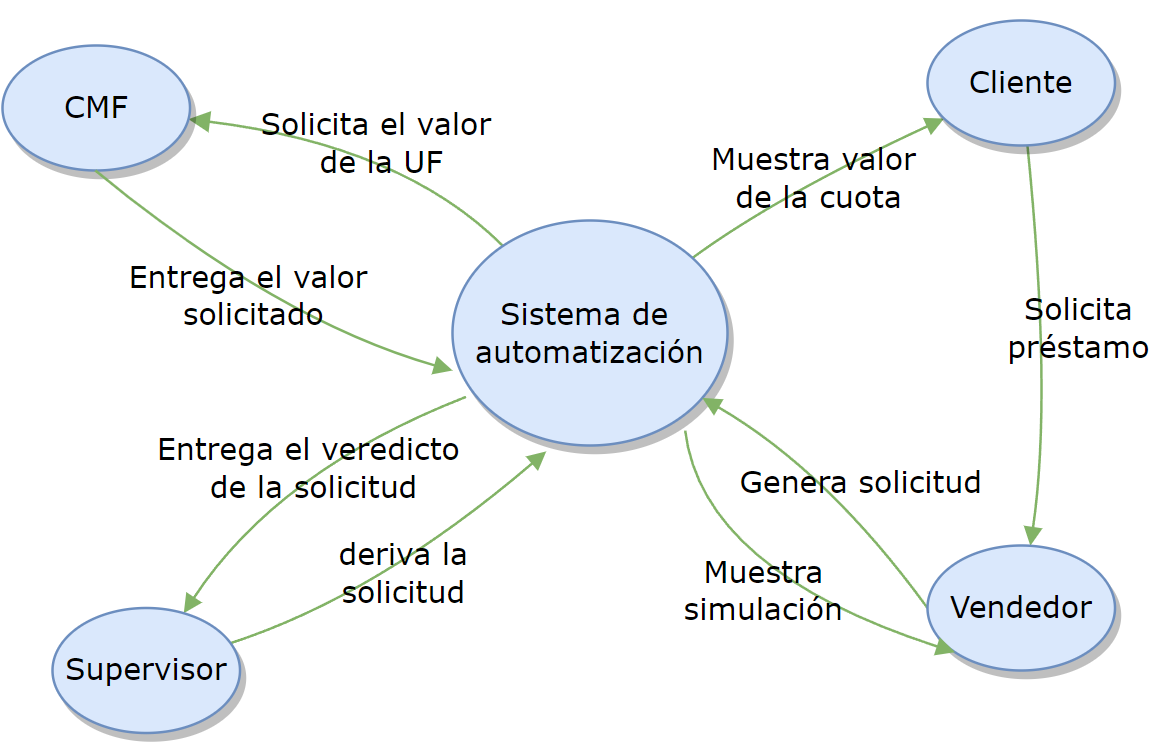 CMF
Cliente
Solicita el valor
de la UF
Muestra valor
de la cuota
Entrega el valor
solicitado
Sistema de
automatización
Solicita
préstamo
Entrega el veredicto
de la solicitud
Genera solicitud
deriva la
solicitud
Muestra
simulación
Vendedor
Supervisor